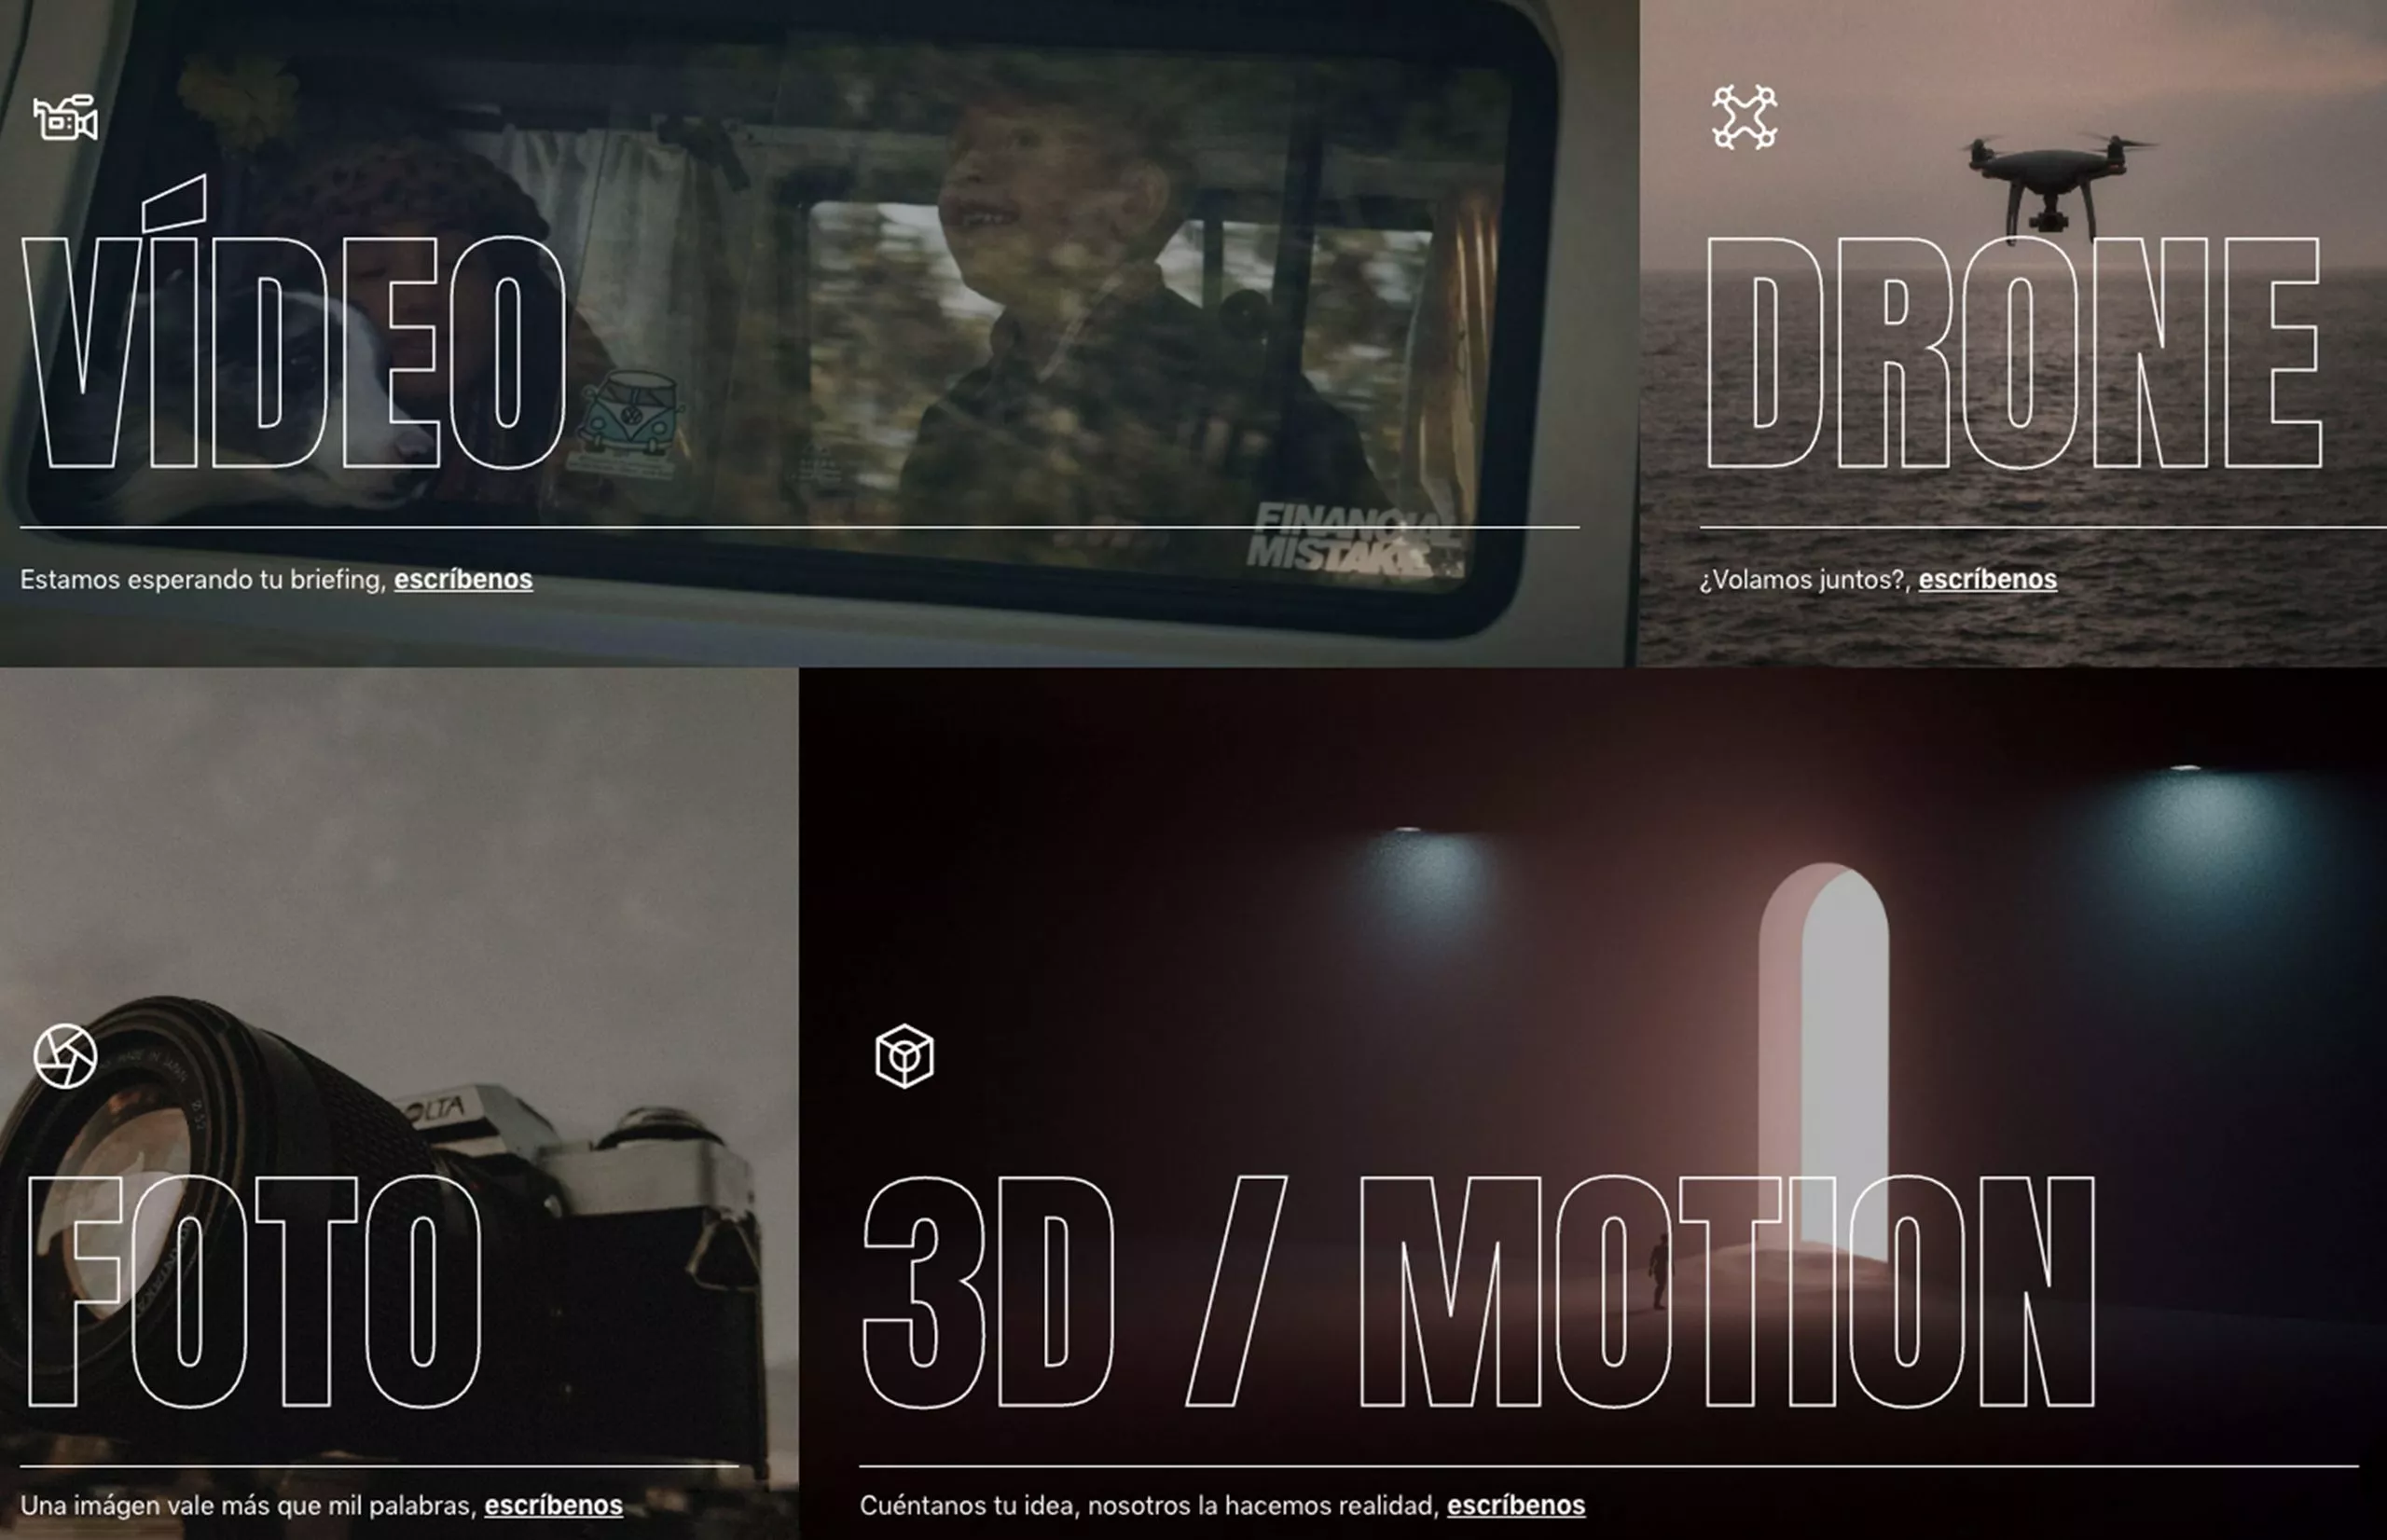 VÍDEO
FINANCIAL
MISTAKE
Estamos esperando tu briefing, escríbenos
DRONE
¿Volamos juntos?, escríbenos
OLTA
FOTO
Una imágen vale más que mil palabras, escríbenos
3D / MOTION
Cuéntanos tu idea, nosotros la hacemos realidad, escríbenos